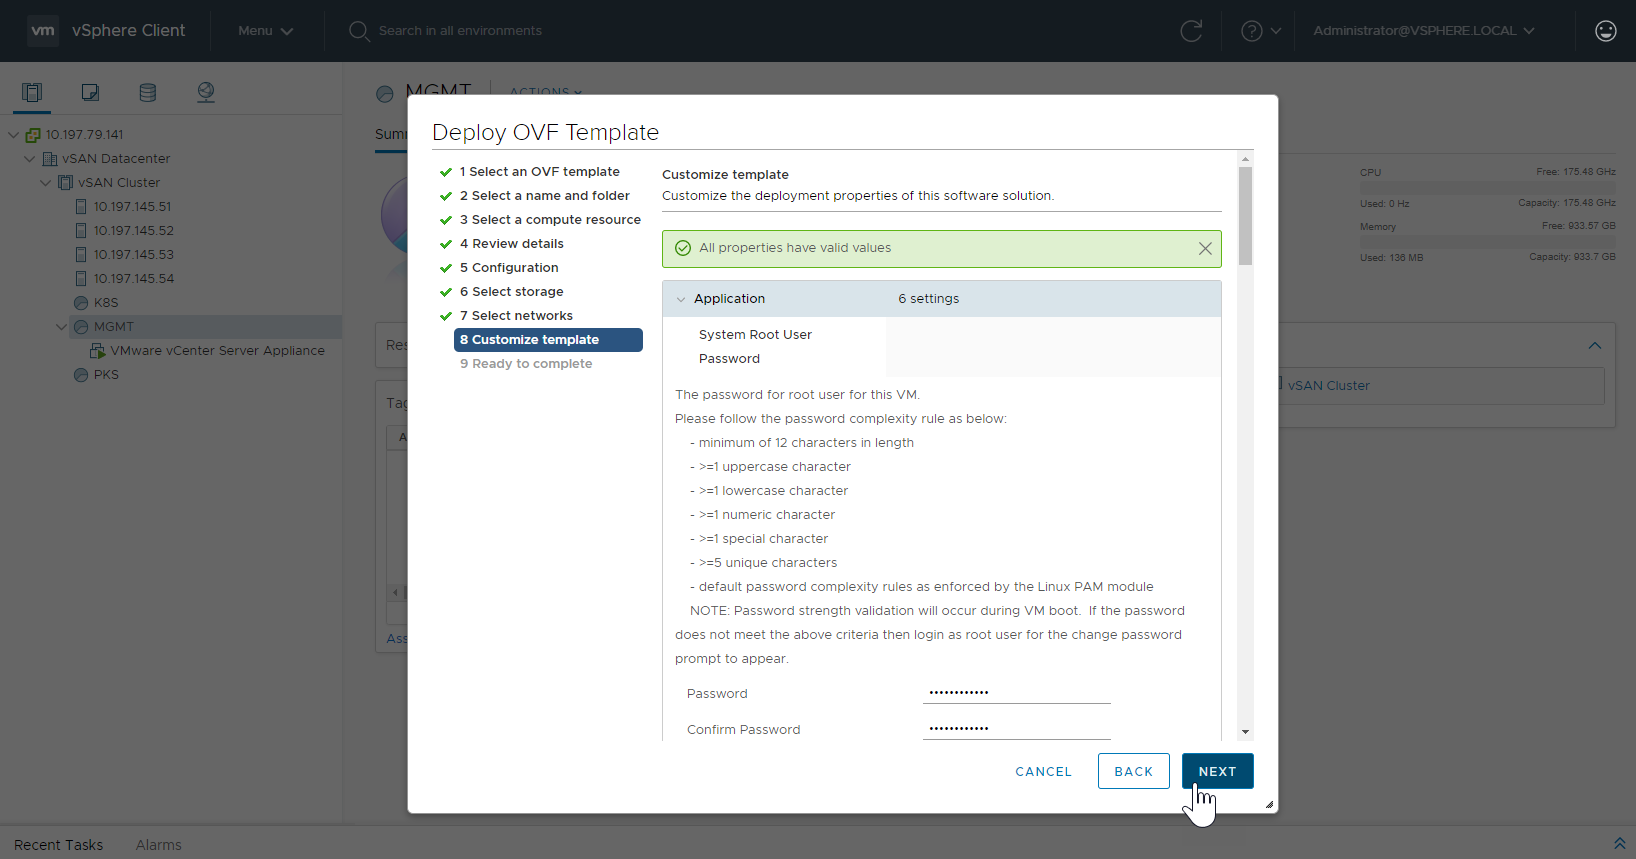 vm vSphere Client Menu Search in all environments Administrator@VSPHERE.LOCAL
10.197.79.141
vSAN Datacenter
vSAN Cluster
10.197.145.51
10.197.145.52
10.197.145.53
10.197.145.54
K8S
MGMT
VMware vCenter Server Appliance
PKS
MGMT ACTIONS
Summ
Deploy OVF Template
1 Select an OVF template
2 Select a name and folder
3 Select a compute resource
4 Review details
5 Configuration
6 Select storage
7 Select networks
8 Customize template
9 Ready to complete
Customize template
Customize the deployment properties of this software solution.
All properties have valid values
Application 6 settings
System Root User
Password
The password for root user for this VM.
Please follow the password complexity rule as below:
- minimum of 12 characters in length
- >=1 uppercase character
- >=1 lowercase character
- >=1 numeric character
- >=1 special character
- >=5 unique characters
- default password complexity rules as enforced by the Linux PAM module
NOTE: Password strength validation will occur during VM boot. If the password
does not meet the above criteria then login as root user for the change password
prompt to appear.
Password ••••••••••••
Confirm Password ••••••••••••
CANCEL BACK NEXT
CPU Free: 175.48 GHz
Used: 0 Hz Capacity: 175.48 GHz
Memory Free: 933.57 GB
Used: 136 MB Capacity: 933.7 GB
Res
vSAN Cluster
Tag
A
Ass
Recent Tasks Alarms